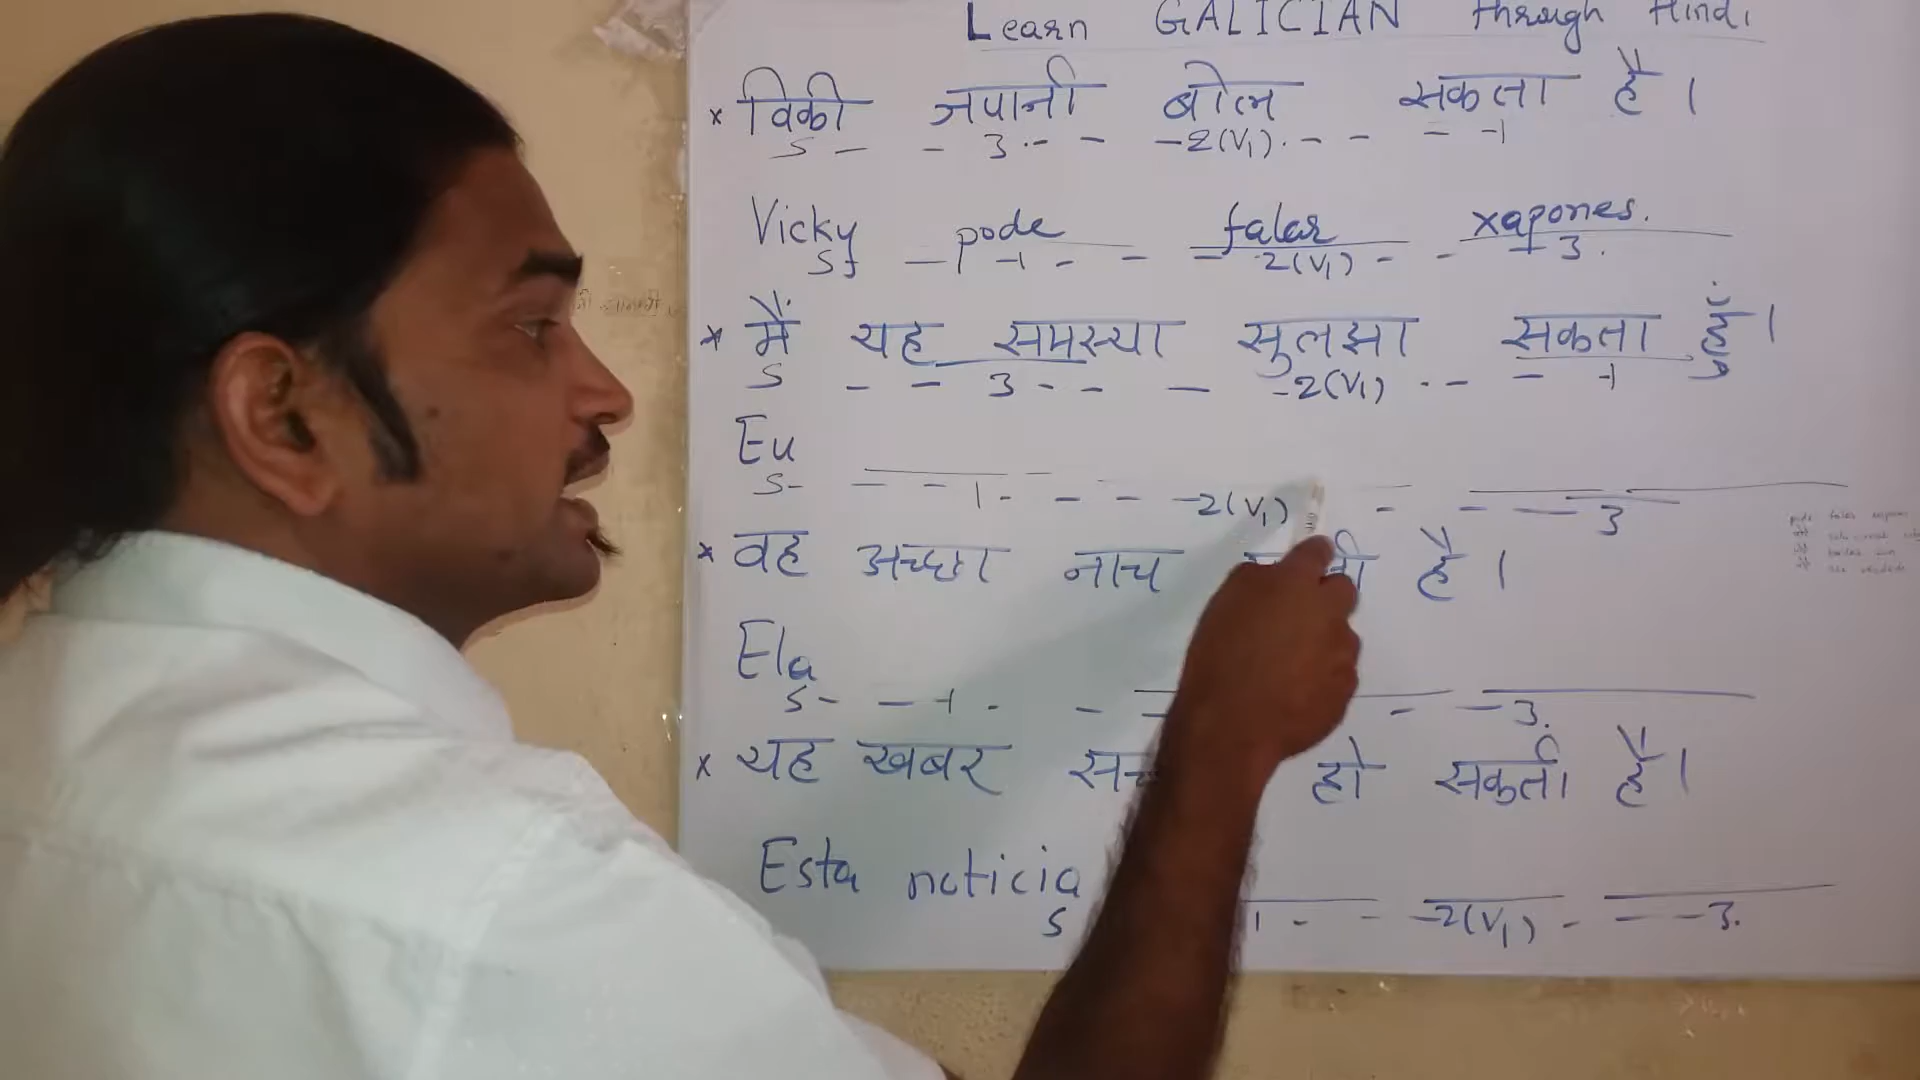 Learn GALICIAN through Hindi
x विकी जपानी बोल सकता है।
S 3 2(V1) 1
Vicky pode falar xapones.
S 1 2(V1) 3
* मैं यह समस्या सुलझा सकता हूँ।
S 3 2(V1) 1
Eu
S 1 2(V1) 3
* वह अच्छा नाच है।
Ela
S 1 3.
x यह खबर हो सकती है।
Esta noticia
S 1 2(V1) 3.